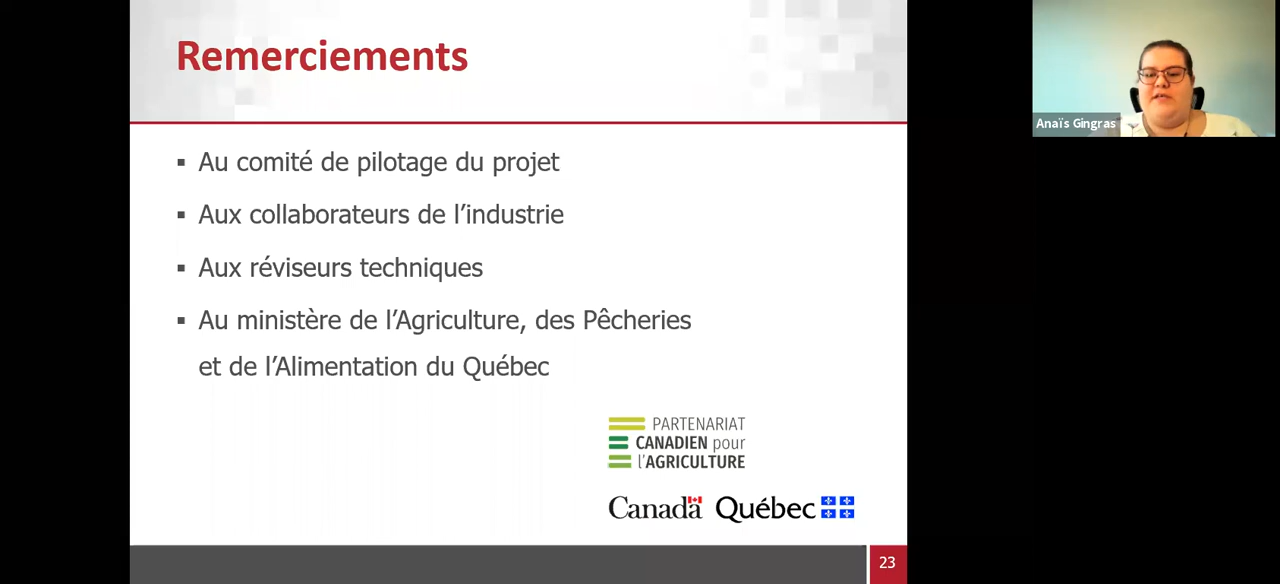 Remerciements
▪ Au comité de pilotage du projet
▪ Aux collaborateurs de l’industrie
▪ Aux réviseurs techniques
▪ Au ministère de l’Agriculture, des Pêcheries
et de l’Alimentation du Québec
PARTENARIAT
CANADIEN pour
l’AGRICULTURE
Canada Québec
23
Anaïs Gingras